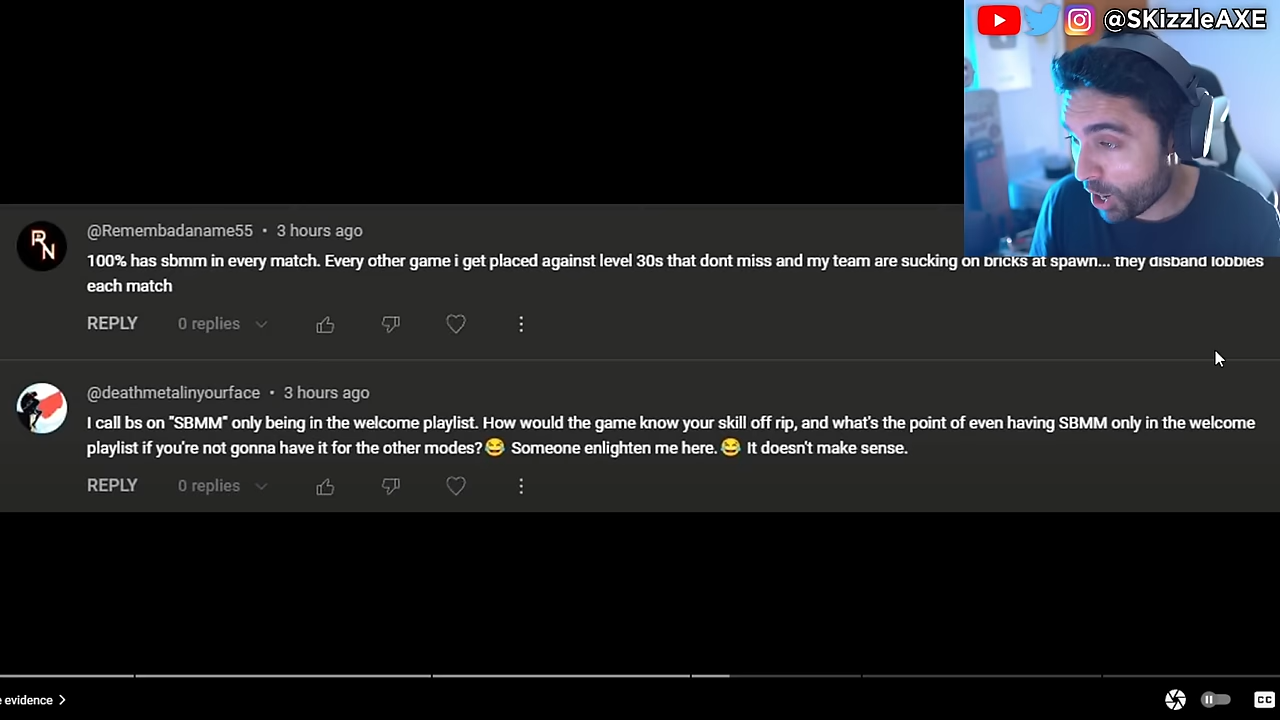 @SKizzleAXE
RN
@Remembadaname55 • 3 hours ago
100% has sbmm in every match. Every other game i get placed against level 30s that dont miss and my team are sucking on bricks at spawn... they disband lobbies
each match
REPLY 0 replies
@deathmetalinyourface • 3 hours ago
I call bs on "SBMM" only being in the welcome playlist. How would the game know your skill off rip, and what's the point of even having SBMM only in the welcome
playlist if you're not gonna have it for the other modes?😂 Someone enlighten me here.😂 It doesn't make sense.
REPLY 0 replies
evidence
CC